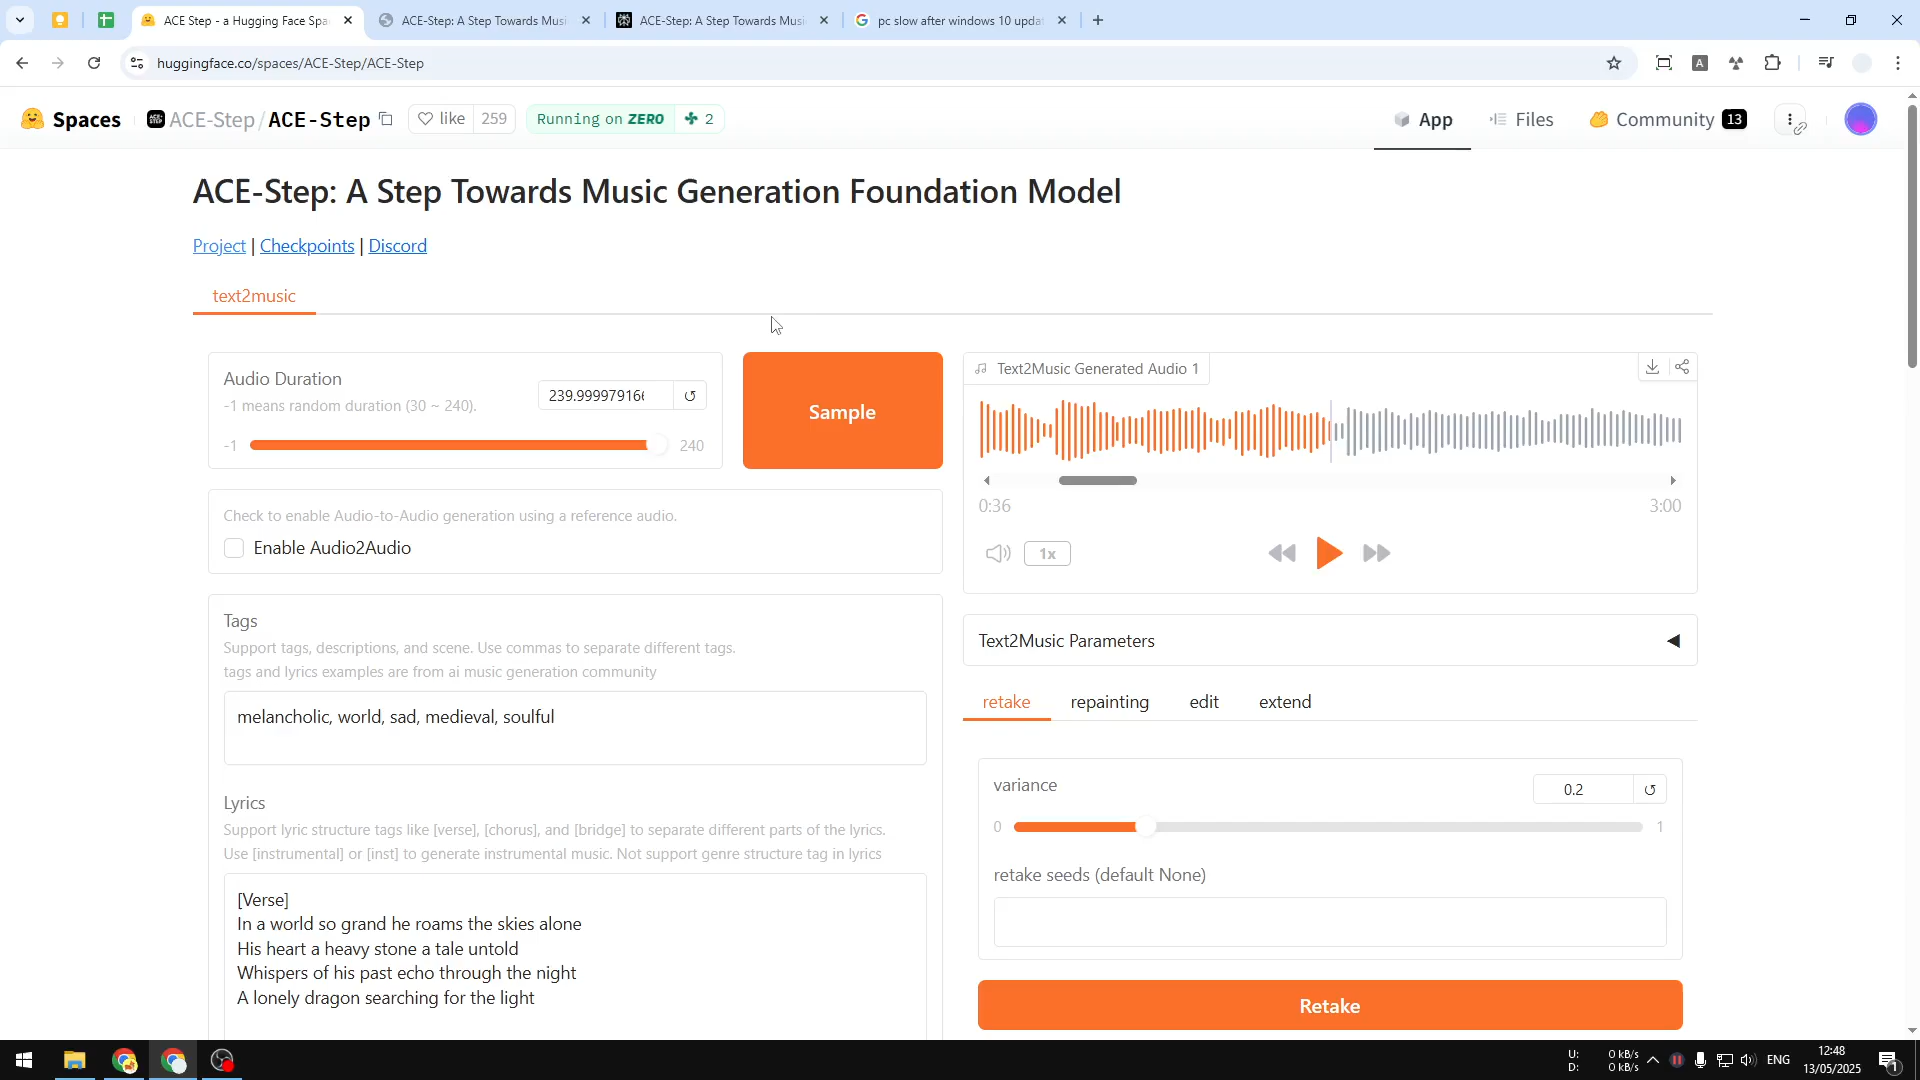 ACE Step - a Hugging Face Spa
ACE-Step: A Step Towards Musi
ACE-Step: A Step Towards Musi
pc slow after windows 10 updat
huggingface.co/spaces/ACE-Step/ACE-Step
Spaces
ACE-Step/ACE-Step
like 259
Running on ZERO
2
App
Files
Community 13
ACE-Step: A Step Towards Music Generation Foundation Model
Project | Checkpoints | Discord
text2music
Audio Duration
-1 means random duration (30 ~ 240).
239.99997916
-1
240
Sample
Check to enable Audio-to-Audio generation using a reference audio.
Enable Audio2Audio
Tags
Support tags, descriptions, and scene. Use commas to separate different tags.
tags and lyrics examples are from ai music generation community
melancholic, world, sad, medieval, soulful
Lyrics
Support lyric structure tags like [verse], [chorus], and [bridge] to separate different parts of the lyrics.
Use [instrumental] or [inst] to generate instrumental music. Not support genre structure tag in lyrics
[Verse]
In a world so grand he roams the skies alone
His heart a heavy stone a tale untold
Whispers of his past echo through the night
A lonely dragon searching for the light
Text2Music Generated Audio 1
0:36
3:00
1x
Text2Music Parameters
retake
repainting
edit
extend
variance
0.2
0
1
retake seeds (default None)
Retake
U: 0 kB/s
D: 0 kB/s
ENG
12:48
13/05/2025
1